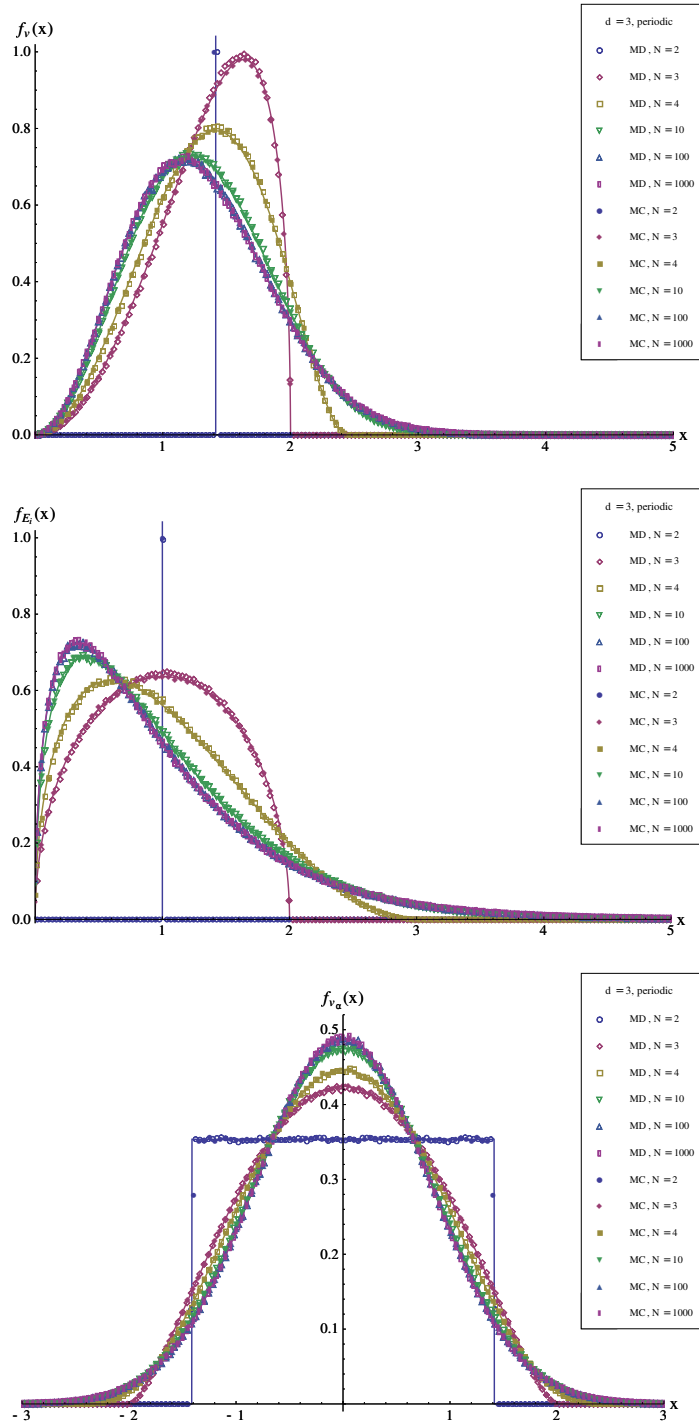 f_v(x)
1.0
0.8
0.6
0.4
0.2
0.0
1 2 3 4 5 x
d = 3, periodic
MD, N = 2
MD, N = 3
MD, N = 4
MD, N = 10
MD, N = 100
MD, N = 1000
MC, N = 2
MC, N = 3
MC, N = 4
MC, N = 10
MC, N = 100
MC, N = 1000
f_{E_i}(x)
1.0
0.8
0.6
0.4
0.2
0.0
1 2 3 4 5 x
d = 3, periodic
MD, N = 2
MD, N = 3
MD, N = 4
MD, N = 10
MD, N = 100
MD, N = 1000
MC, N = 2
MC, N = 3
MC, N = 4
MC, N = 10
MC, N = 100
MC, N = 1000
f_{v_α}(x)
0.5
0.4
0.3
0.2
0.1
-3 -2 -1 0 1 2 3 x
d = 3, periodic
MD, N = 2
MD, N = 3
MD, N = 4
MD, N = 10
MD, N = 100
MD, N = 1000
MC, N = 2
MC, N = 3
MC, N = 4
MC, N = 10
MC, N = 100
MC, N = 1000